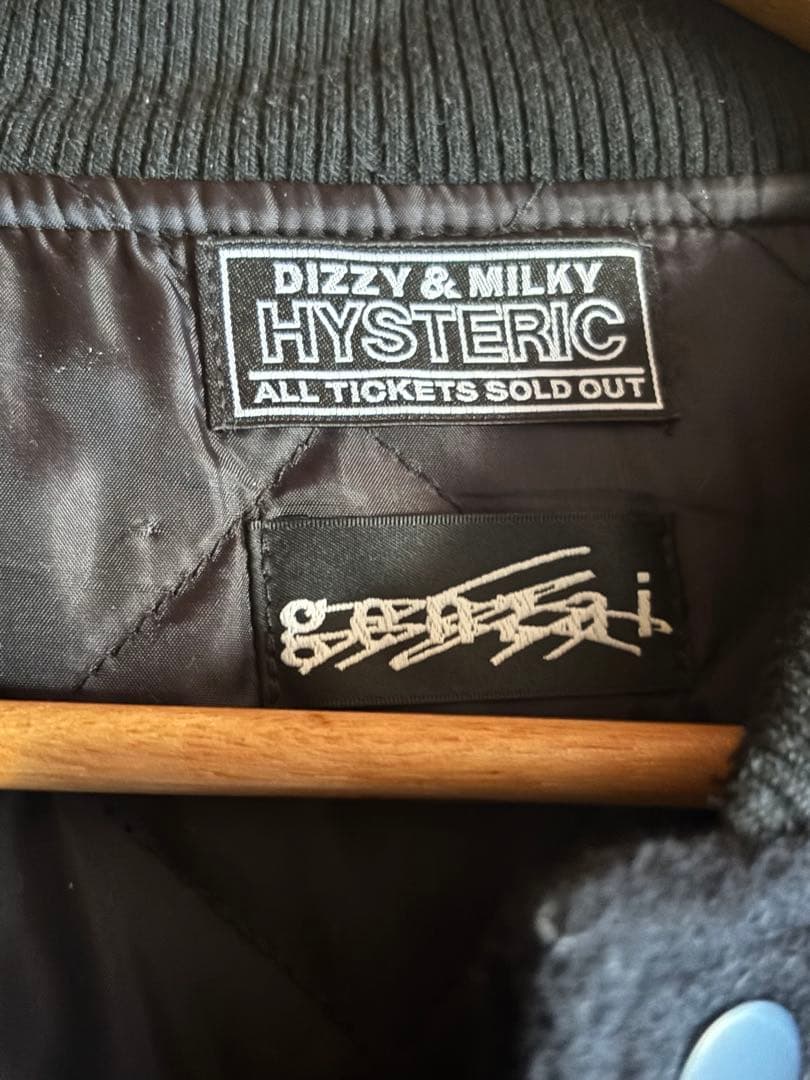 DIZZY & MILKY
HYSTERIC
ALL TICKETS SOLD OUT